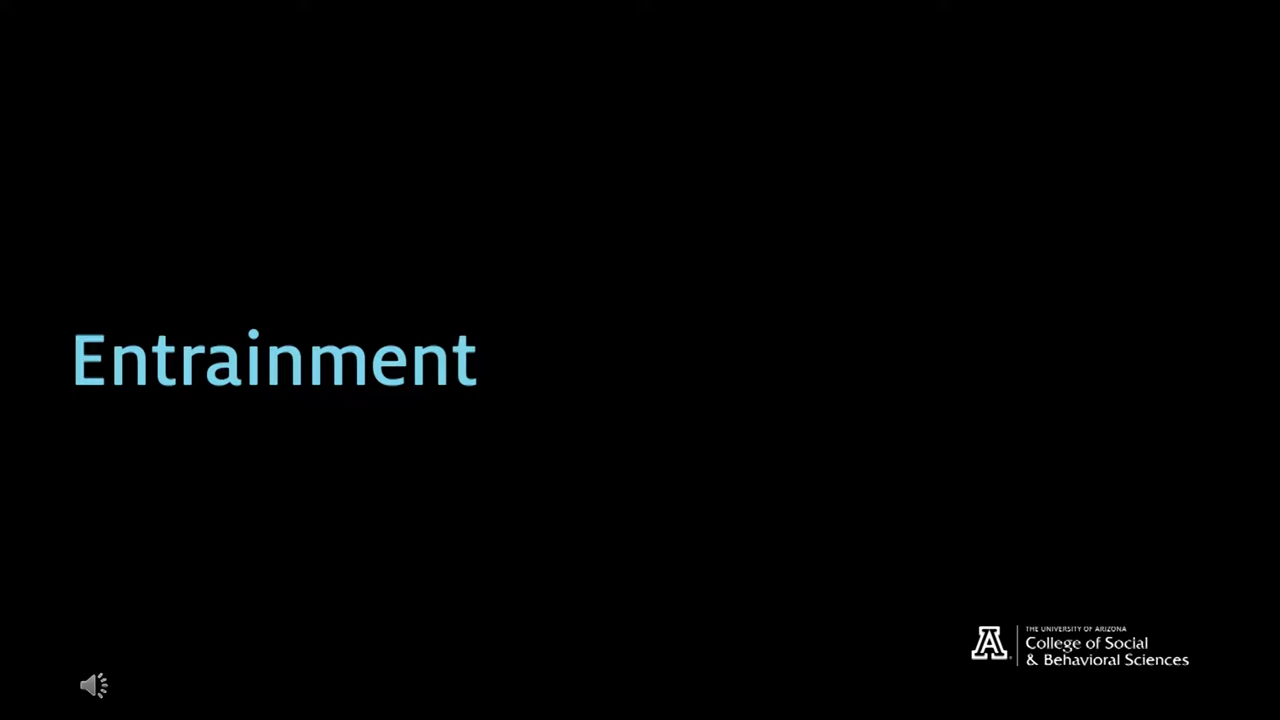 Entrainment
A
THE UNIVERSITY OF ARIZONA
College of Social
& Behavioral Sciences